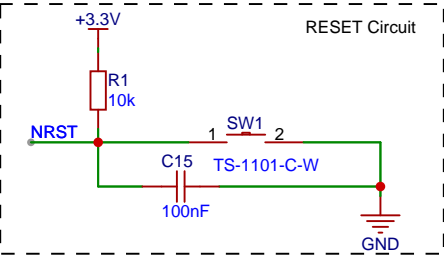 +3.3V
RESET Circuit
R1
10k
NRST
1 SW1 2
C15 TS-1101-C-W
100nF
GND